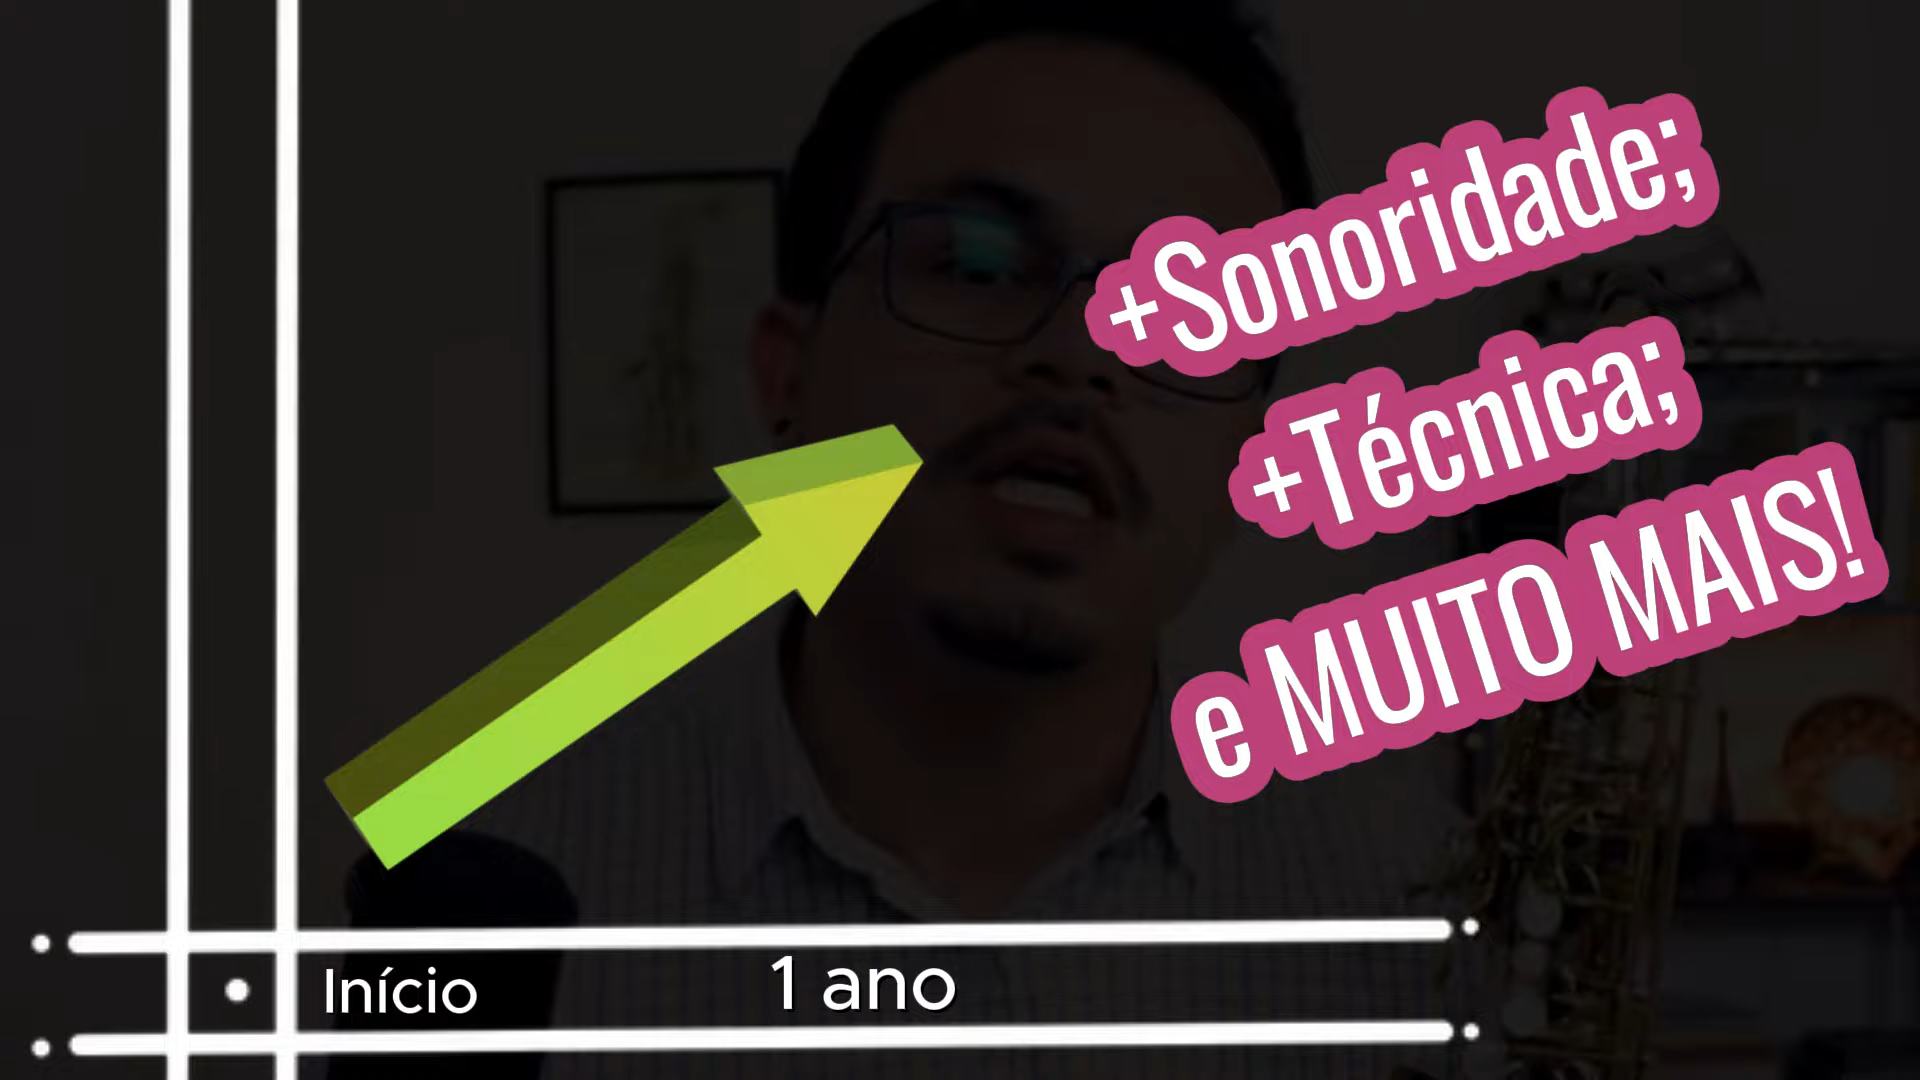 +Sonoridade;
+Técnica;
e MUITO MAIS!
Início
1 ano